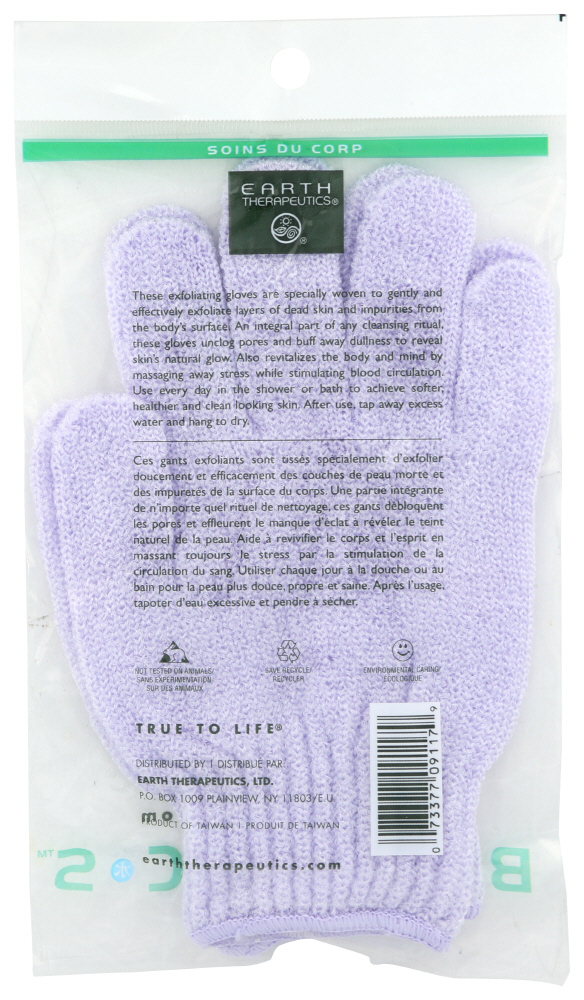 SOINS DU CORP
EARTH
THERAPEUTICS®
These exfoliating gloves are specially woven to gently and
effectively exfoliate layers of dead skin and impurities from
the body's surface. An integral part of any cleansing ritual,
these gloves unclog pores and buff away dullness to reveal
skin's natural glow. Also revitalizes the body and mind by
massaging away stress while stimulating blood circulation.
Use every day in the shower or bath to achieve softer,
healthier and clean looking skin. After use, tap away excess
water and hang to dry.
Ces gants exfoliants sont tissés spécialement d'exfolier
doucement et efficacement des couches de peau morte et
des impuretés de la surface du corps. Une partie intégrante
de n'importe quel rituel de nettoyage, ces gants débloquent
les pores et effleurent le manque d'éclat à révéler le teint
naturel de la peau. Aide à revivifier le corps et l'esprit en
massant toujours le stress par la stimulation de la
circulation du sang. Utiliser chaque jour à la douche ou au
bain pour la peau plus douce, propre et saine. Après l'usage,
tapoter d'eau excessive et pendre à sécher.
NOT TESTED ON ANIMALS/
SANS EXPERIMENTATION
SUR DES ANIMAUX
SAVE RECYCLE/
RECYCLER
ENVIRONMENTAL CARING/
ECOLOGIQUE
TRUE TO LIFE®
DISTRIBUTED BY | DISTRIBUE PAR:
EARTH THERAPEUTICS, LTD.
P.O. BOX 1009 PLAINVIEW, NY 11803/E.U.
PRODUCT OF TAIWAN | PRODUIT DE TAIWAN
earththerapeutics.com
0 73377 09117 9